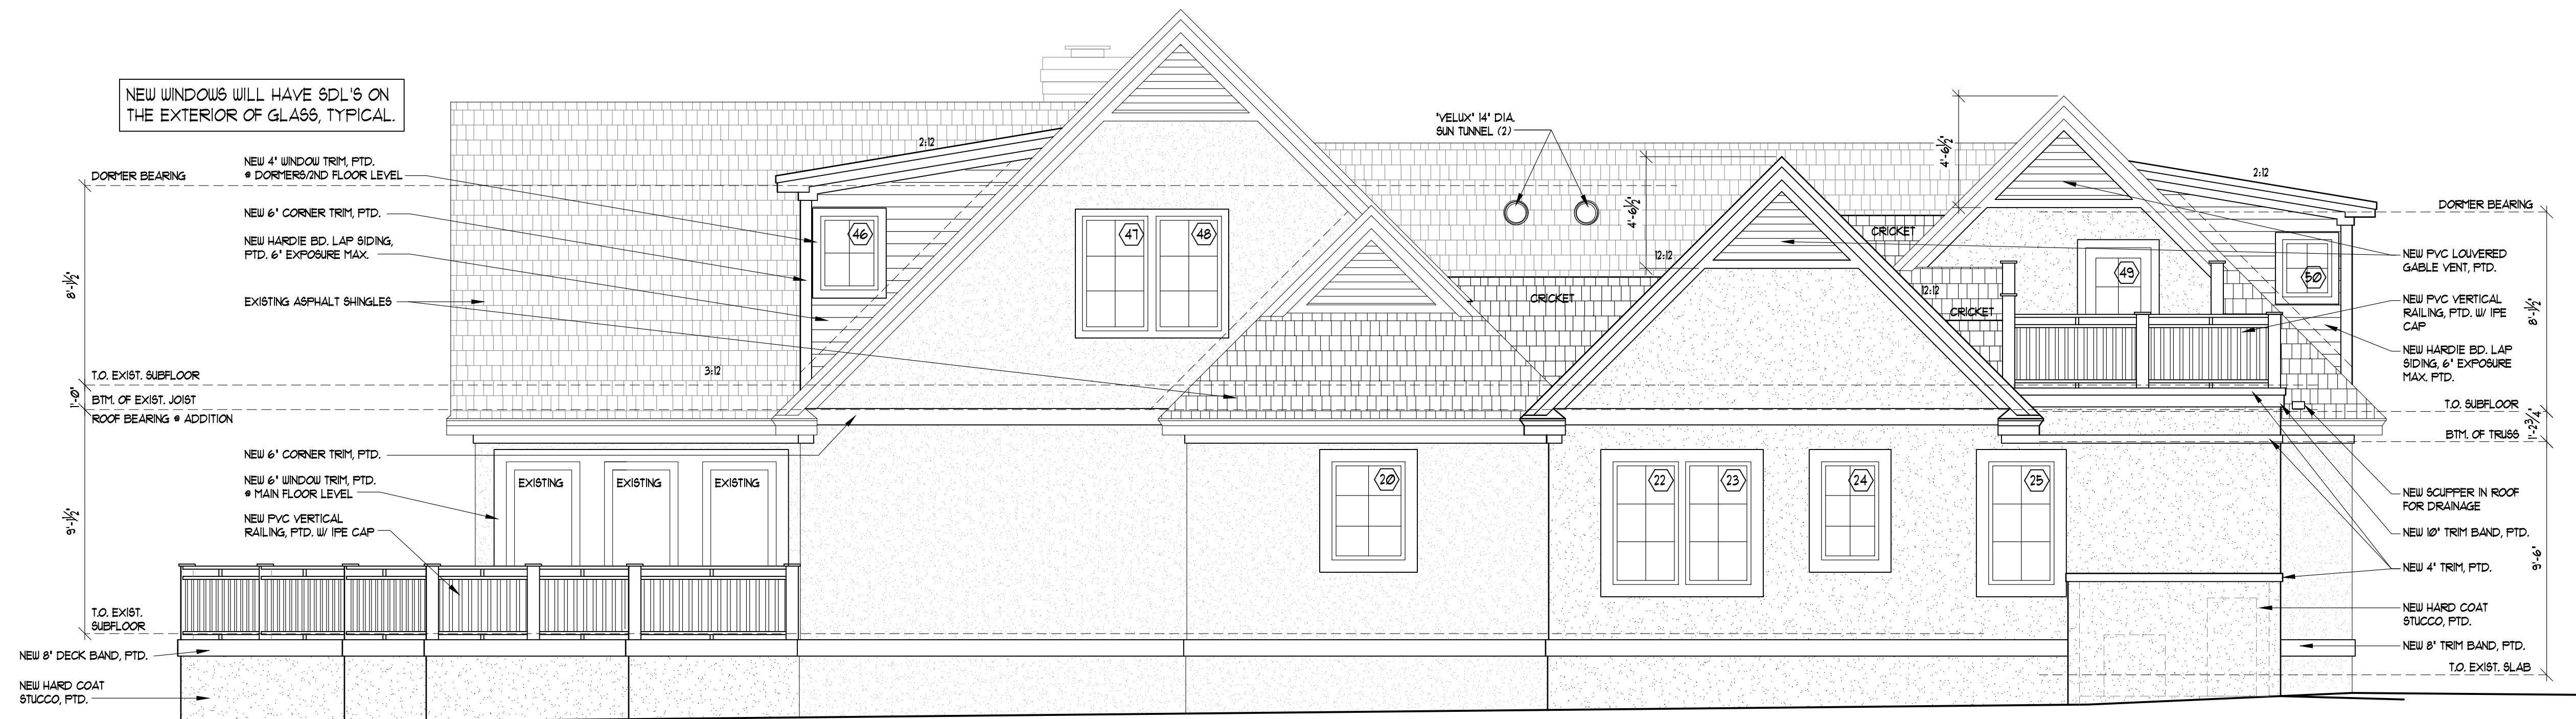 NEW WINDOWS WILL HAVE SDL'S ON
THE EXTERIOR OF GLASS, TYPICAL.
DORMER BEARING
NEW 4" WINDOW TRIM, PTD.
@ DORMERS/2ND FLOOR LEVEL
NEW 6" CORNER TRIM, PTD.
NEW HARDIE BD. LAP SIDING,
PTD. 6" EXPOSURE MAX.
EXISTING ASPHALT SHINGLES
8'-1½"
T.O. EXIST. SUBFLOOR
1'-0"
BTM. OF EXIST. JOIST
ROOF BEARING @ ADDITION
NEW 6" CORNER TRIM, PTD.
NEW 6" WINDOW TRIM, PTD.
@ MAIN FLOOR LEVEL
NEW PVC VERTICAL
RAILING, PTD. W/ IPE CAP
9'-1½"
T.O. EXIST.
SUBFLOOR
NEW 8" DECK BAND, PTD.
NEW HARD COAT
STUCCO, PTD.
2:12
3:12
46
47
48
EXISTING
EXISTING
EXISTING
"VELUX" 14" DIA.
SUN TUNNEL (2)
4'-6½"
12:12
CRICKET
CRICKET
4'-6½"
12:12
CRICKET
49
50
2:12
20
22
23
24
25
DORMER BEARING
NEW PVC LOUVERED
GABLE VENT, PTD.
NEW PVC VERTICAL
RAILING, PTD. W/ IPE
CAP
8'-1½"
NEW HARDIE BD. LAP
SIDING, 6" EXPOSURE
MAX. PTD.
T.O. SUBFLOOR
1'-2¾"
BTM. OF TRUSS
NEW SCUPPER IN ROOF
FOR DRAINAGE
NEW 10" TRIM BAND, PTD.
9'-6"
NEW 4" TRIM, PTD.
NEW HARD COAT
STUCCO, PTD.
NEW 8" TRIM BAND, PTD.
T.O. EXIST. SLAB